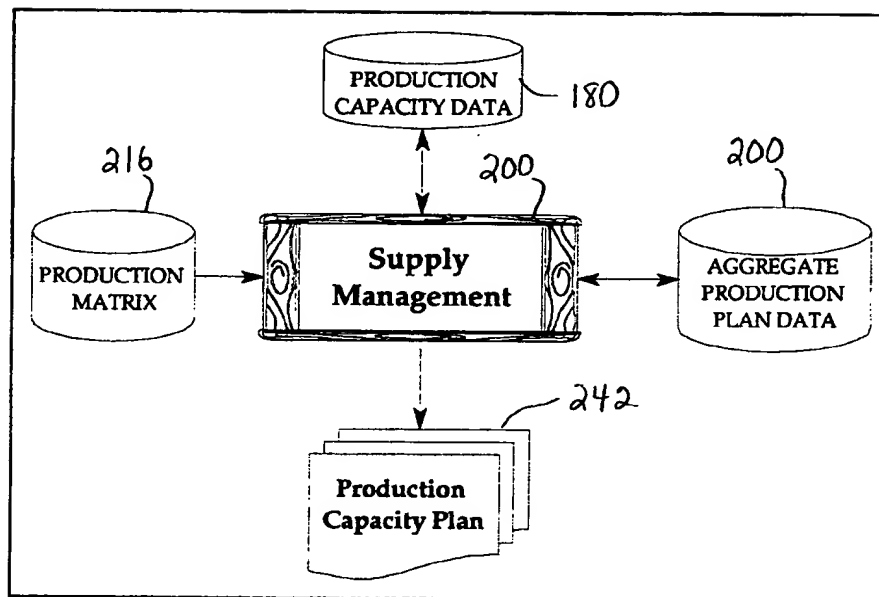 PRODUCTION
CAPACITY DATA
180
216
200
200
PRODUCTION
MATRIX
Supply
Management
AGGREGATE
PRODUCTION
PLAN DATA
242
Production
Capacity Plan